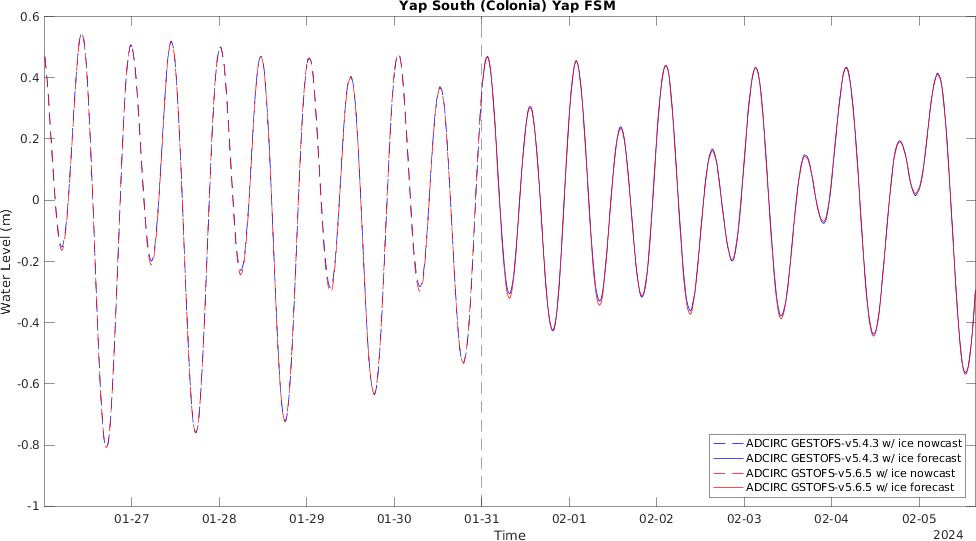 Yap South (Colonia) Yap FSM
0.6
0.4
0.2
0
-0.2
-0.4
-0.6
-0.8
-1
Water Level (m)
01-27 01-28 01-29 01-30 01-31 02-01 02-02 02-03 02-04 02-05
Time
2024
ADCIRC GESTOFS-v5.4.3 w/ ice nowcast
ADCIRC GESTOFS-v5.4.3 w/ ice forecast
ADCIRC GSTOFS-v5.6.5 w/ ice nowcast
ADCIRC GSTOFS-v5.6.5 w/ ice forecast